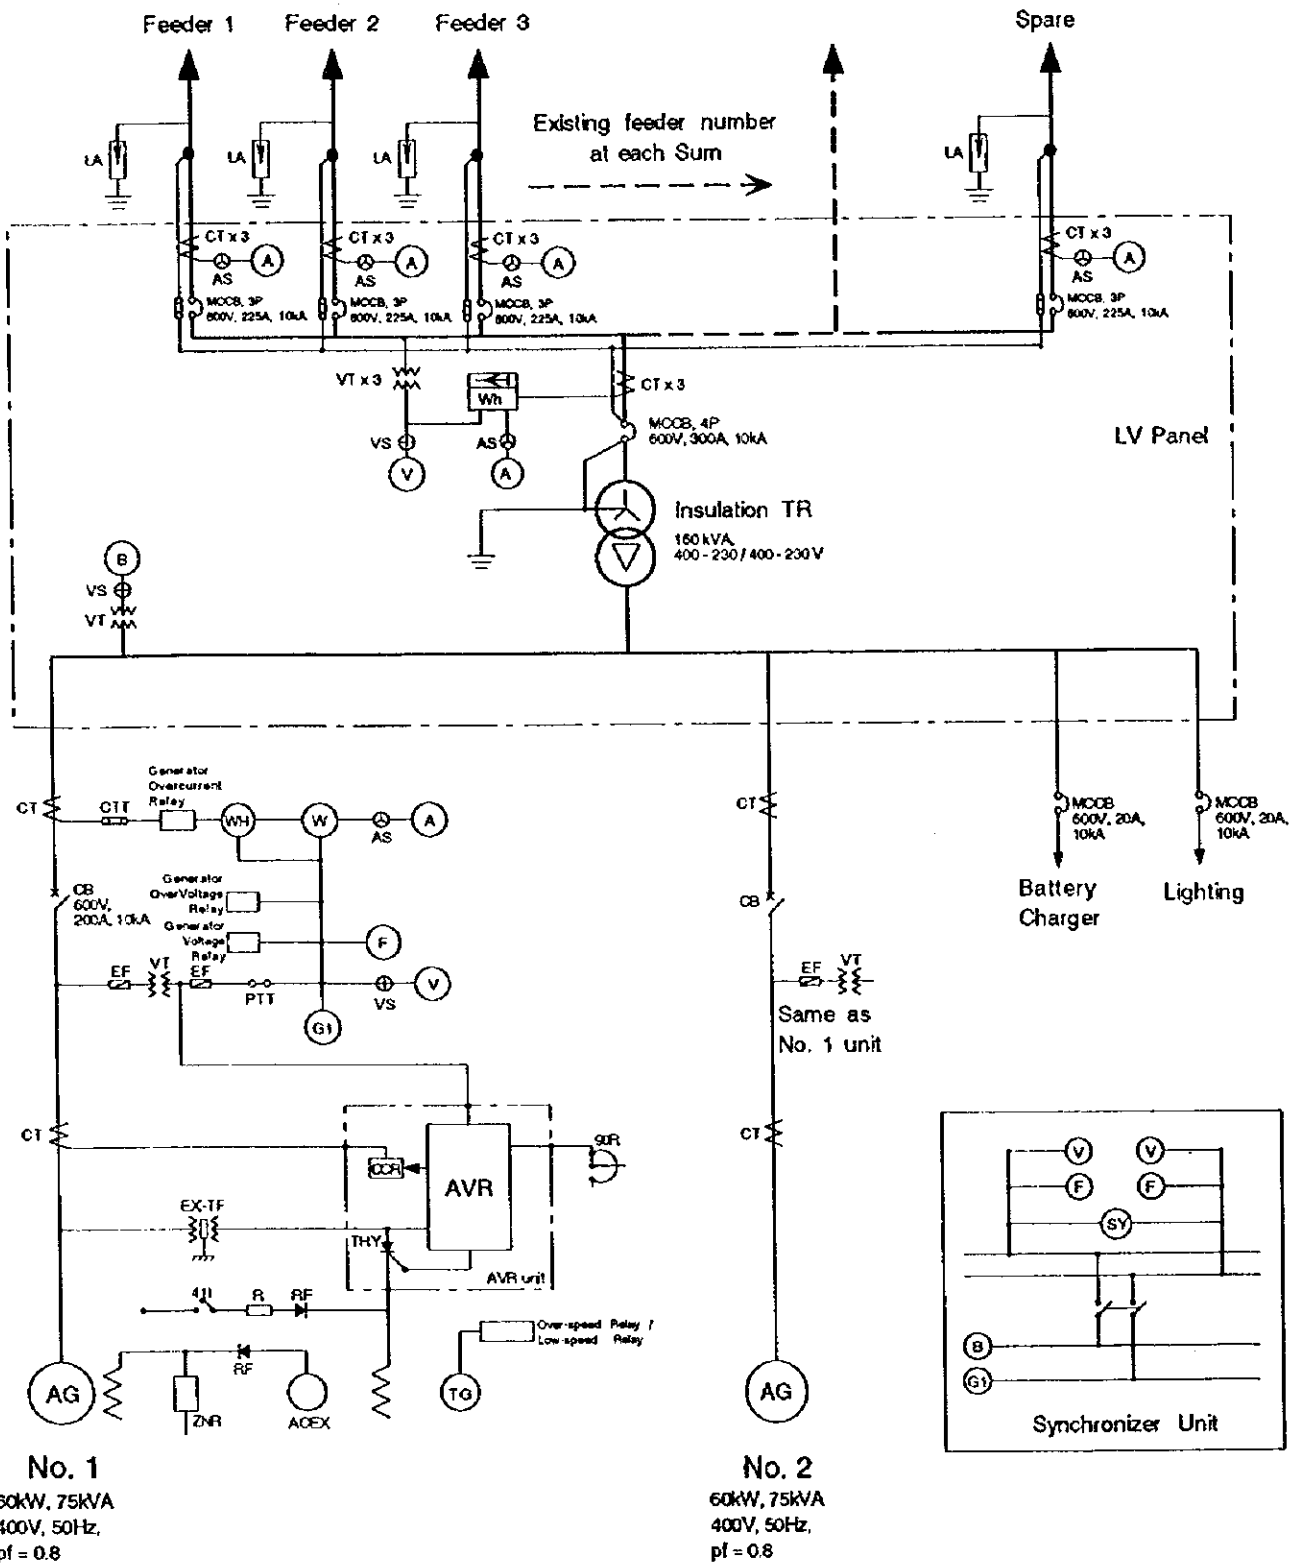 Feeder 1
Feeder 2
Feeder 3
Spare
Existing feeder number
at each Sum
LA
LA
LA
LA
CT x 3
A
AS
MCCB, 3P
600V, 225A, 10kA
CT x 3
A
AS
MCCB, 3P
600V, 225A, 10kA
CT x 3
A
AS
MCCB, 3P
600V, 225A, 10kA
CT x 3
A
AS
MCCB, 3P
600V, 225A, 10kA
VT x 3
Wh
CT x 3
VS
AS
V
A
MCCB, 4P
600V, 300A, 10kA
LV Panel
Insulation TR
160 kVA,
400 - 230 / 400 - 230 V
B
VS
VT
CT
CTT
Generator
Overcurrent
Relay
WH
W
AS
A
CB
600V,
200A, 10kA
Generator
OverVoltage
Relay
Generator
Voltage
Relay
F
EF
VT
EF
PTT
VS
V
G1
CT
CCR
AVR
90R
EX-TF
THY
AVR unit
41I
R
RF
Over-speed Relay /
Low-speed Relay
RF
AG
ZNR
ACEX
TG
No. 1
60kW, 75kVA
400V, 50Hz,
pf = 0.8
CT
CB
EF
VT
Same as
No. 1 unit
CT
AG
No. 2
60kW, 75kVA
400V, 50Hz,
pf = 0.8
MCCB
600V, 20A,
10kA
Battery
Charger
MCCB
600V, 20A,
10kA
Lighting
V
V
F
F
SY
B
G1
Synchronizer Unit